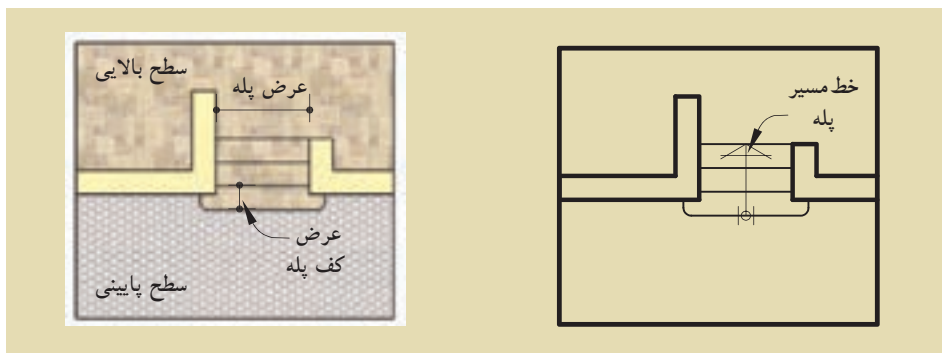 سطح بالایی
عرض پله
عرض
کف پله
سطح پایینی
خط مسیر
پله